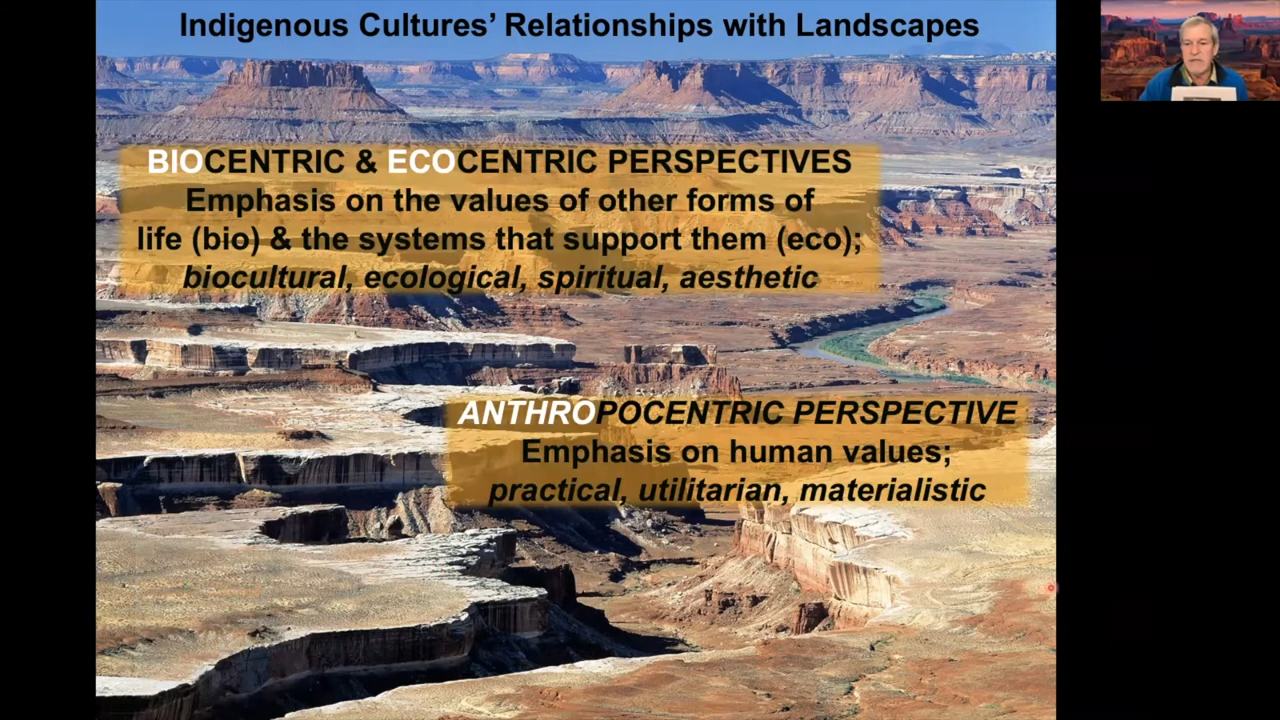 Indigenous Cultures' Relationships with Landscapes
BIOCENTRIC & ECOCENTRIC PERSPECTIVES
Emphasis on the values of other forms of
life (bio) & the systems that support them (eco);
biocultural, ecological, spiritual, aesthetic
ANTHROPOCENTRIC PERSPECTIVE
Emphasis on human values;
practical, utilitarian, materialistic